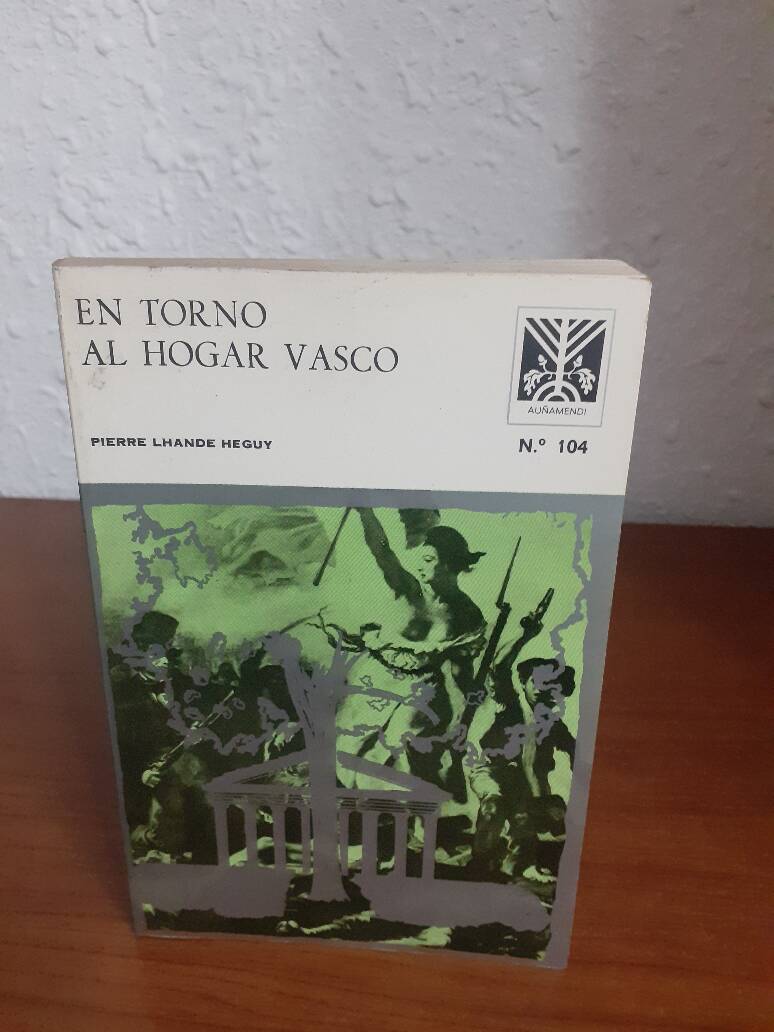 EN TORNO
AL HOGAR VASCO
AUÑAMENDI
PIERRE LHANDE HEGUY
N.º 104